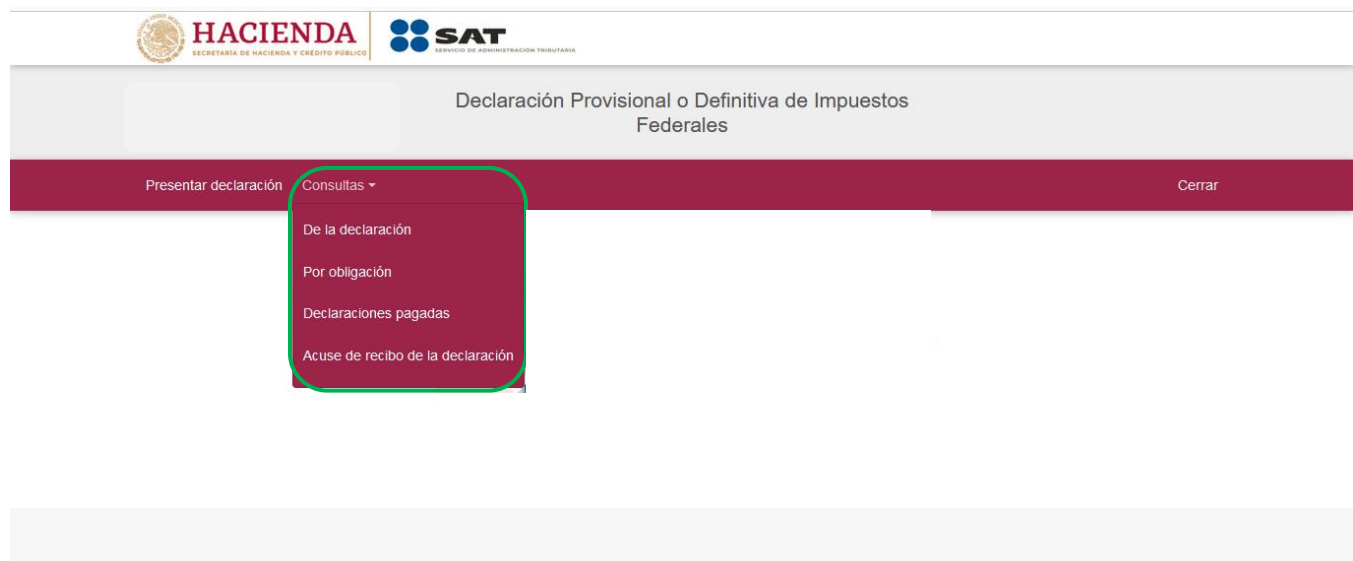 HACIENDA
SECRETARÍA DE HACIENDA Y CRÉDITO PÚBLICO
SAT
SERVICIO DE ADMINISTRACIÓN TRIBUTARIA
Declaración Provisional o Definitiva de Impuestos
Federales
Presentar declaración Consultas Cerrar
De la declaración
Por obligación
Declaraciones pagadas
Acuse de recibo de la declaración